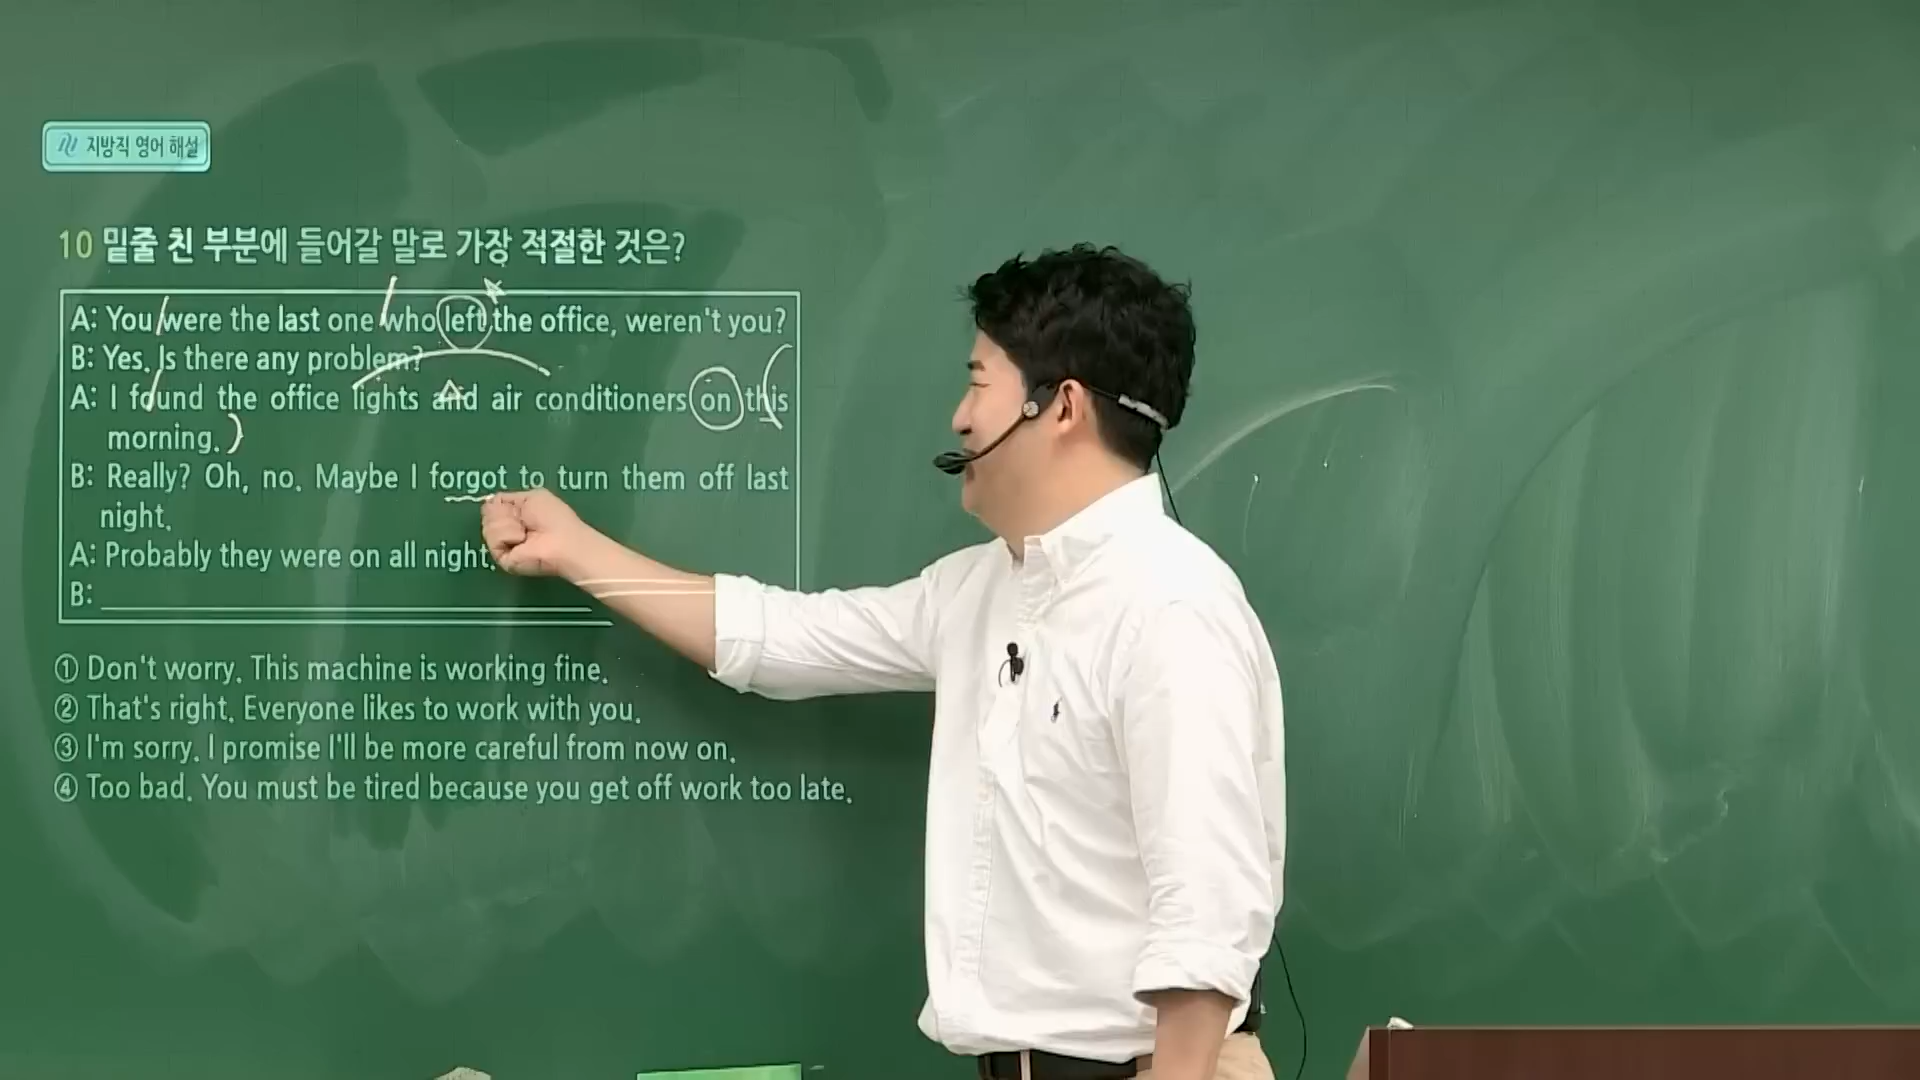 지방직 영어 해설
10 밑줄 친 부분에 들어갈 말로 가장 적절한 것은?
A: You were the last one who left the office, weren't you?
B: Yes. Is there any problem?
A: I found the office lights and air conditioners on this
morning.
B: Really? Oh, no. Maybe I forgot to turn them off last
night.
A: Probably they were on all night.
B:
① Don't worry. This machine is working fine.
② That's right. Everyone likes to work with you.
③ I'm sorry. I promise I'll be more careful from now on.
④ Too bad. You must be tired because you get off work too late.